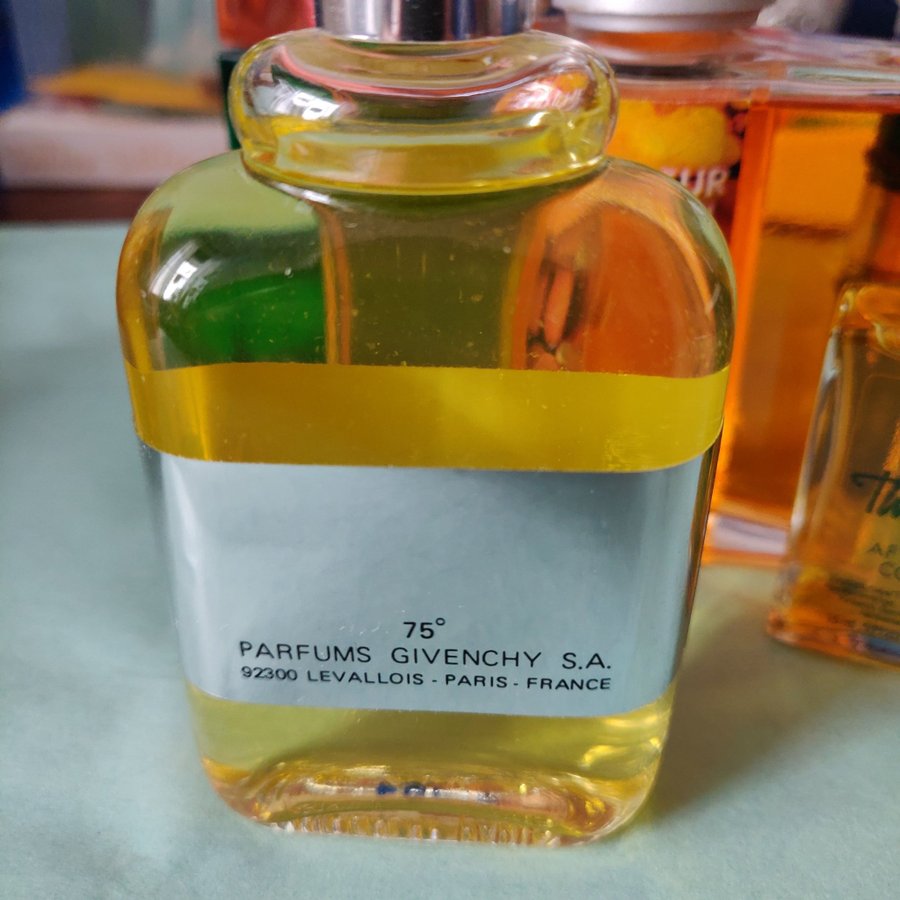 75°
PARFUMS GIVENCHY S.A.
92300 LEVALLOIS - PARIS - FRANCE